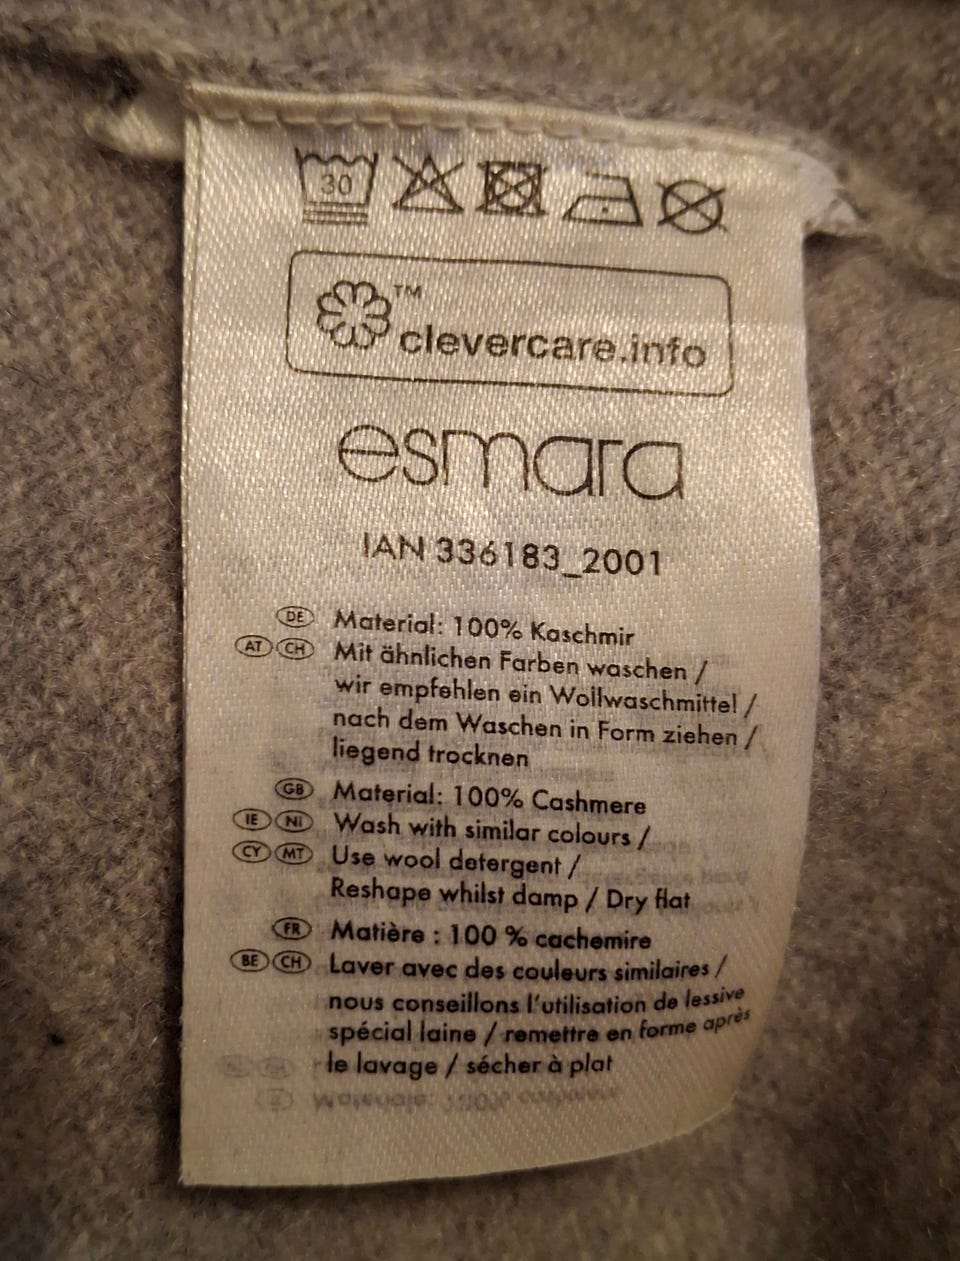 30
™
clevercare.info
esmara
IAN 336183_2001
DE Material: 100% Kaschmir
AT CH Mit ähnlichen Farben waschen /
wir empfehlen ein Wollwaschmittel /
nach dem Waschen in Form ziehen /
liegend trocknen
GB Material: 100% Cashmere
IE NI Wash with similar colours /
CY MT Use wool detergent /
Reshape whilst damp / Dry flat
FR Matière : 100 % cachemire
BE CH Laver avec des couleurs similaires /
nous conseillons l'utilisation de lessive
spécial laine / remettre en forme après
le lavage / sécher à plat